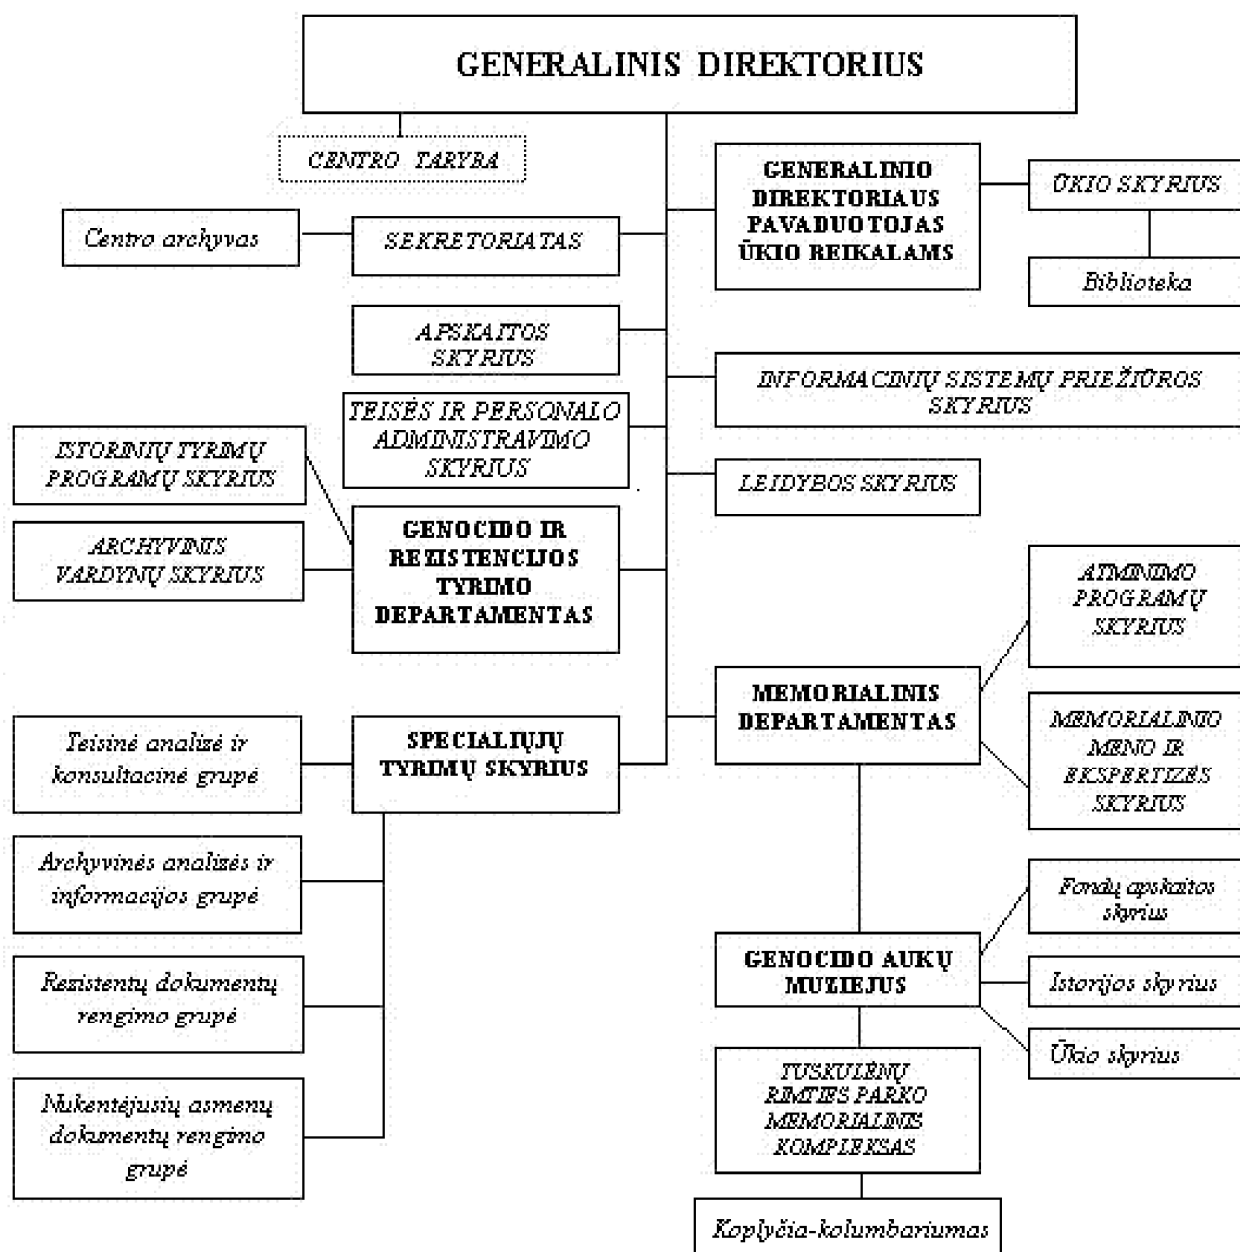 GENERALINIS DIREKTORIUS
CENTRO TARYBA
GENERALINIO
DIREKTORIAUS
PAVADUOTOJAS
ŪKIO REIKALAMS
ŪKIO SKYRIUS
Centro archyvas
SEKRETORIATAS
Biblioteka
APSKAITOS
SKYRIUS
INFORMACINIŲ SISTEMŲ PRIEŽIŪROS
SKYRIUS
TEISĖS IR PERSONALO
ADMINISTRAVIMO
SKYRIUS
ISTORINIŲ TYRIMŲ
PROGRAMŲ SKYRIUS
LEIDYBOS SKYRIUS
ARCHYVINIS
VARDYNŲ SKYRIUS
GENOCIDO IR
REZISTENCIJOS
TYRIMO
DEPARTAMENTAS
ATMINIMO
PROGRAMŲ
SKYRIUS
MEMORIALINIS
DEPARTAMENTAS
MEMORIALINIO
MENO IR
EKSPERTIZĖS
SKYRIUS
Teisinė analizė ir
konsultacinė grupė
SPECIALIŲJŲ
TYRIMŲ SKYRIUS
Archyvinės analizės ir
informacijos grupė
Fondų apskaitos
skyrius
GENOCIDO AUKŲ
MUZIEJUS
Istorijos skyrius
Rezistentų dokumentų
rengimo grupė
Ūkio skyrius
TUSKULĖNŲ
RIMTIES PARKO
MEMORIALINIS
KOMPLEKSAS
Nukentėjusių asmenų
dokumentų rengimo
grupė
Koplyčia-kolumbariumas